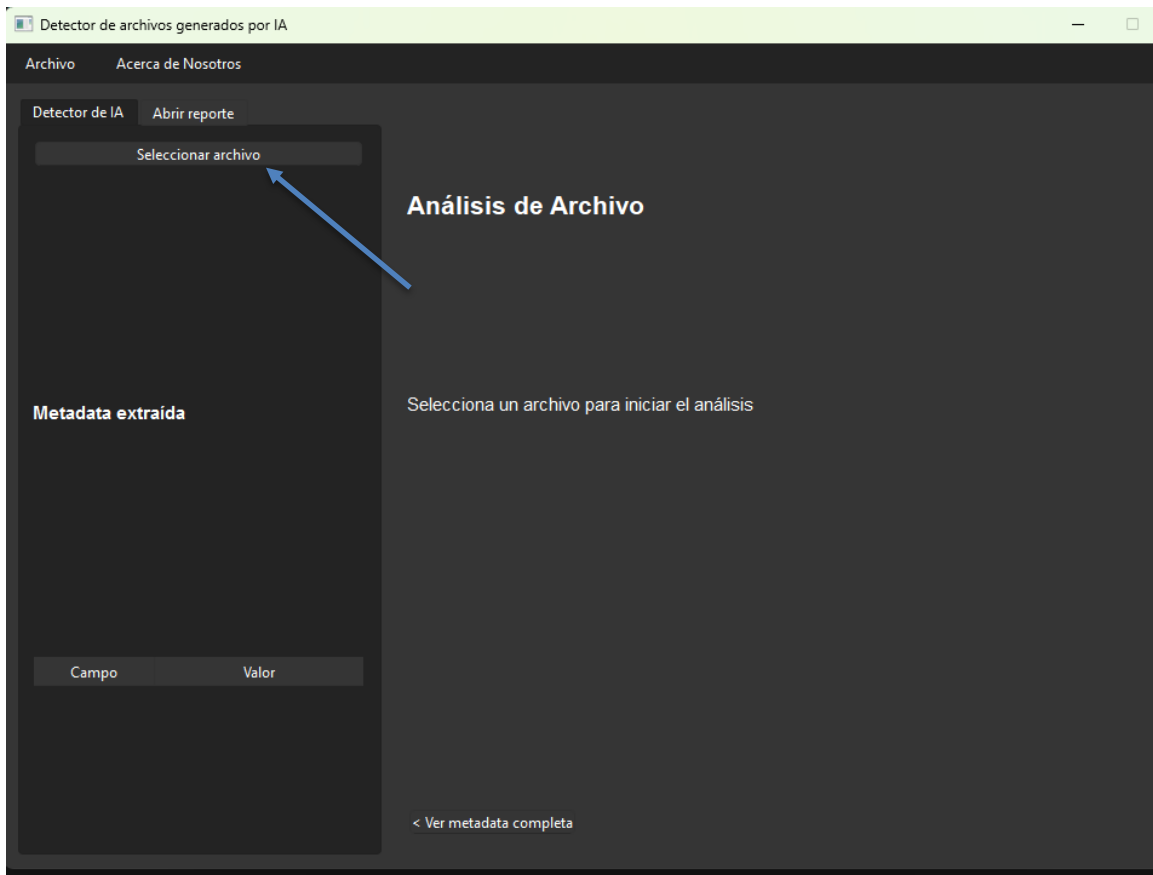 Detector de archivos generados por IA
Archivo Acerca de Nosotros
Detector de IA Abrir reporte
Seleccionar archivo
Análisis de Archivo
Metadata extraída
Selecciona un archivo para iniciar el análisis
Campo Valor
< Ver metadata completa